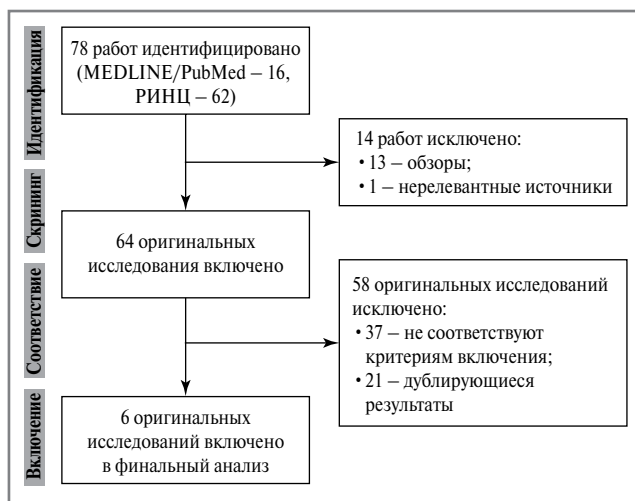 Идентификация
78 работ идентифицировано
(MEDLINE/PubMed – 16,
РИНЦ – 62)
14 работ исключено:
• 13 – обзоры;
• 1 – нерелевантные источники
Скрининг
64 оригинальных
исследования включено
Соответствие
58 оригинальных исследований
исключено:
• 37 – не соответствуют
критериям включения;
• 21 – дублирующиеся
результаты
Включение
6 оригинальных
исследований включено
в финальный анализ